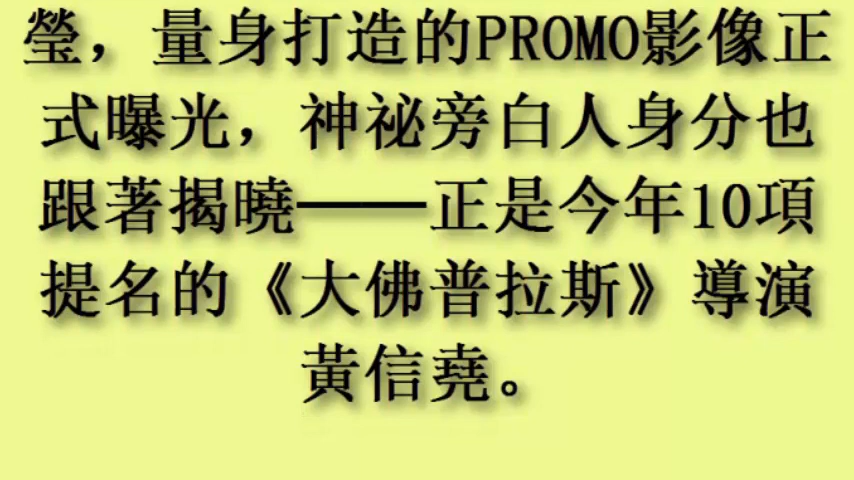 瑩，量身打造的PROMO影像正
式曝光，神祕旁白人身分也
跟著揭曉——正是今年10項
提名的《大佛普拉斯》導演
黃信堯。